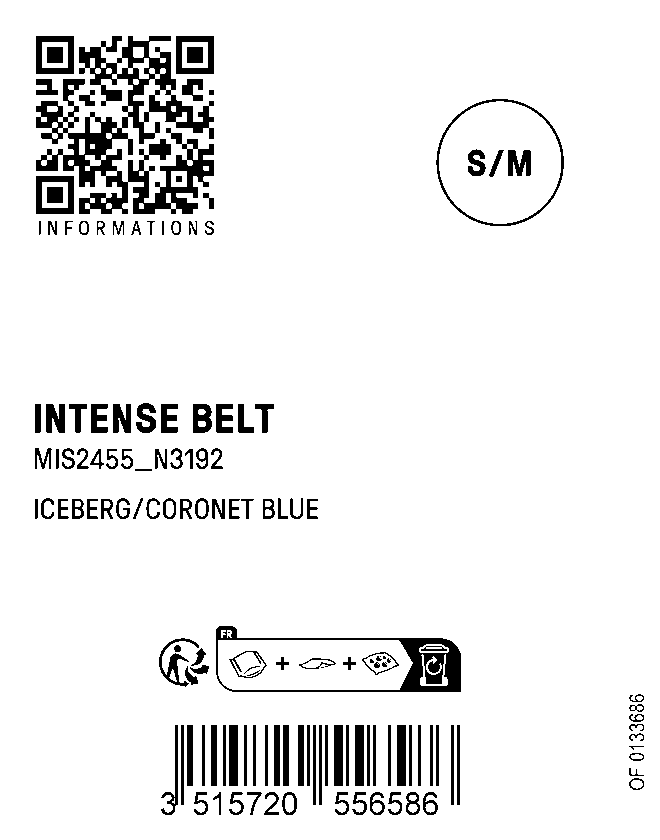 INFORMATIONS
S/M
INTENSE BELT
MIS2455_N3192
ICEBERG/CORONET BLUE
FR
3 515720 556586
OF 0133686